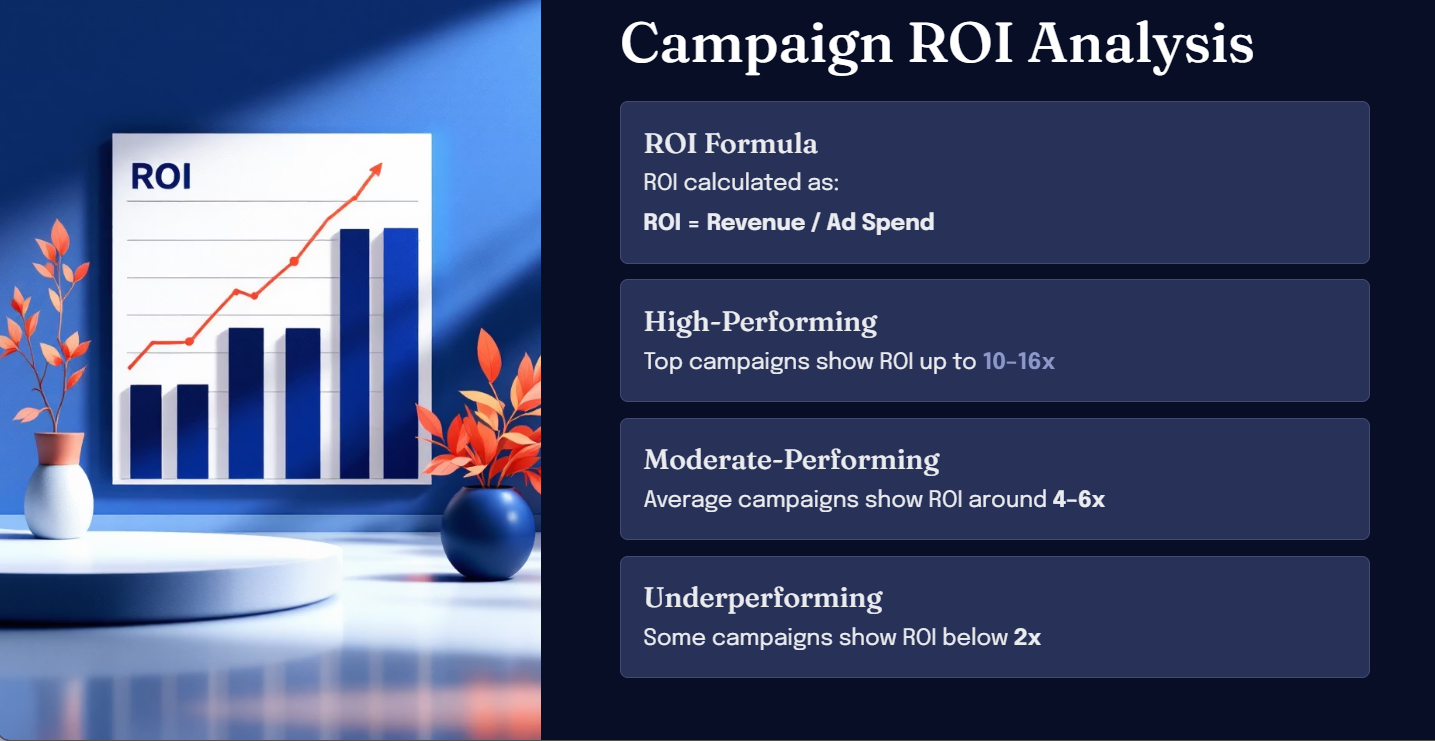 ROI
Campaign ROI Analysis
ROI Formula
ROI calculated as:
ROI = Revenue / Ad Spend
High-Performing
Top campaigns show ROI up to 10–16x
Moderate-Performing
Average campaigns show ROI around 4–6x
Underperforming
Some campaigns show ROI below 2x